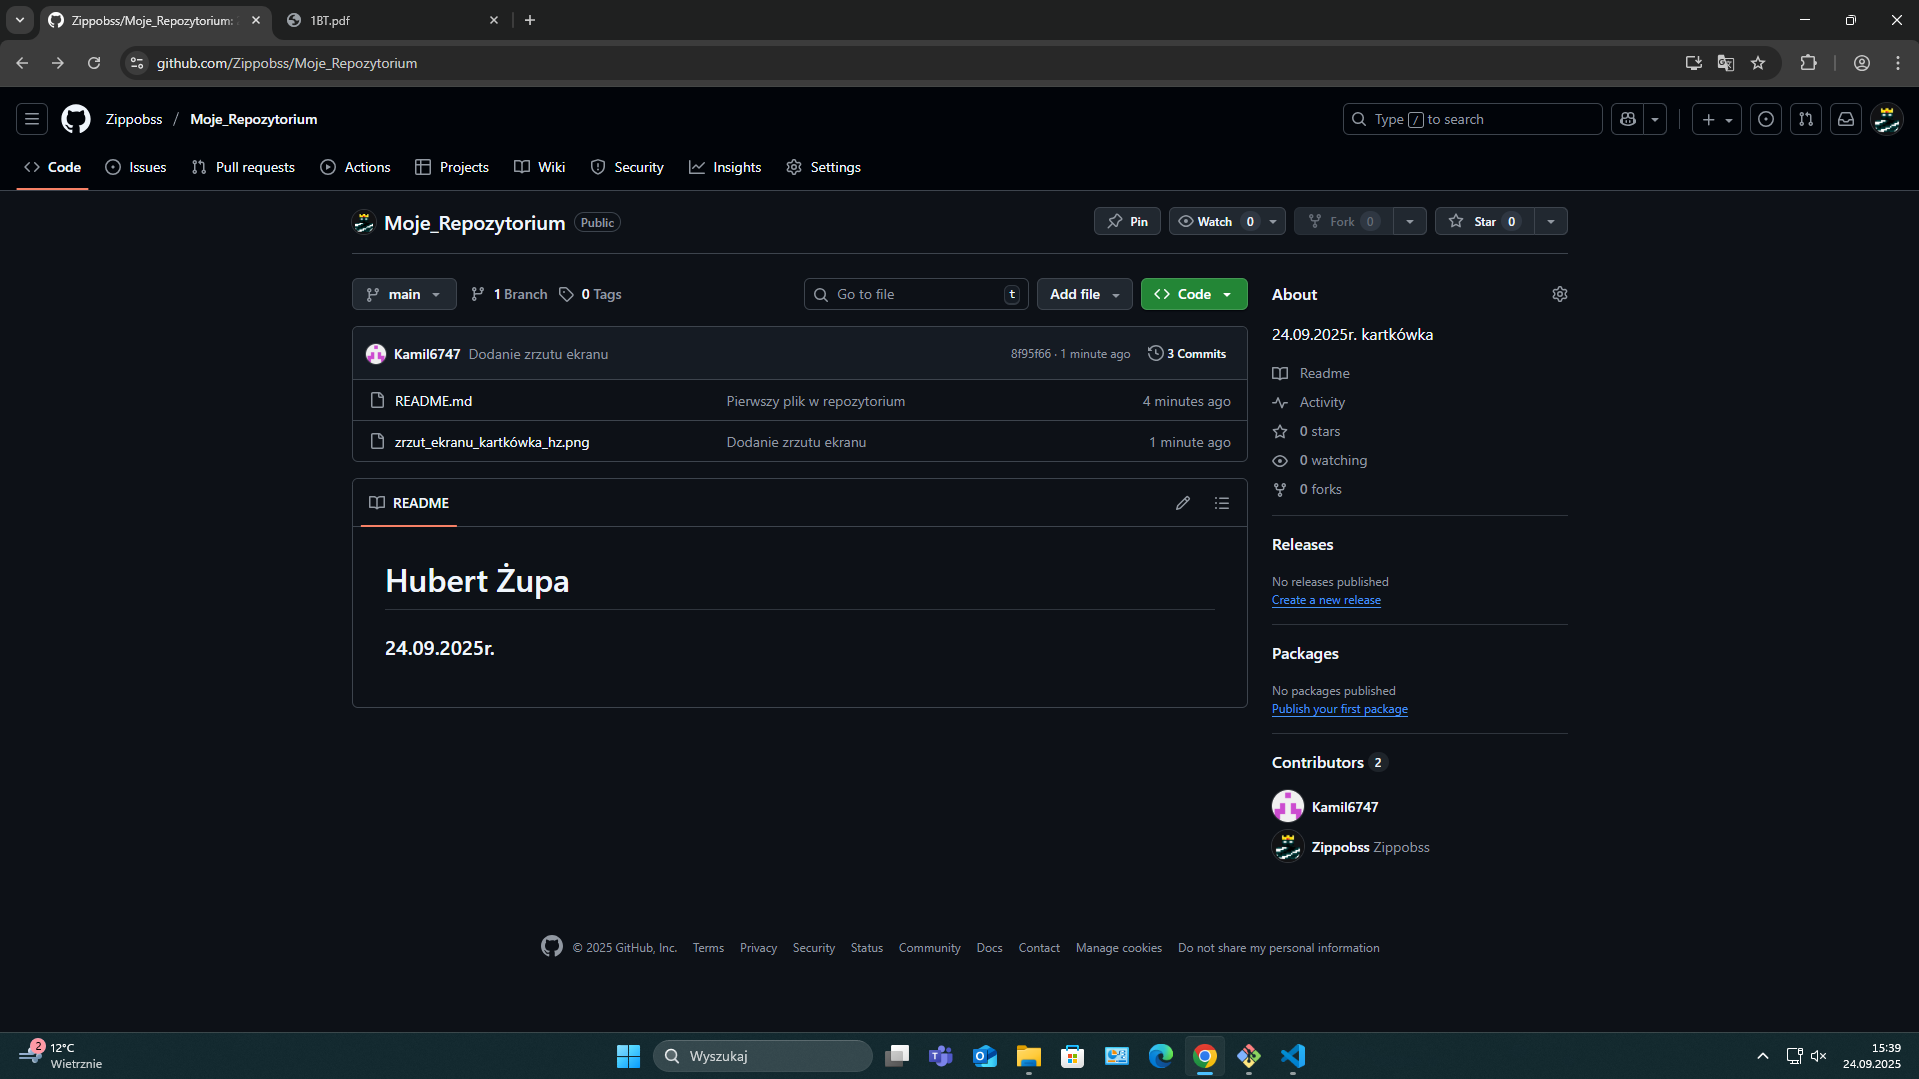 Zippobss/Moje_Repozytorium:
1BT.pdf
github.com/Zippobss/Moje_Repozytorium
Zippobss / Moje_Repozytorium
Type / to search
Code
Issues
Pull requests
Actions
Projects
Wiki
Security
Insights
Settings
Moje_Repozytorium Public
Pin
Watch 0
Fork 0
Star 0
main
1 Branch
0 Tags
Go to file t
Add file
Code
Kamil6747 Dodanie zrzutu ekranu 8f95f66 · 1 minute ago 3 Commits
README.md Pierwszy plik w repozytorium 4 minutes ago
zrzut_ekranu_kartkówka_hz.png Dodanie zrzutu ekranu 1 minute ago
README
Hubert Żupa
24.09.2025r.
About
24.09.2025r. kartkówka
Readme
Activity
0 stars
0 watching
0 forks
Releases
No releases published
Create a new release
Packages
No packages published
Publish your first package
Contributors 2
Kamil6747
Zippobss Zippobss
© 2025 GitHub, Inc. Terms Privacy Security Status Community Docs Contact Manage cookies Do not share my personal information
2
12°C
Wietrznie
Wyszukaj
15:39
24.09.2025